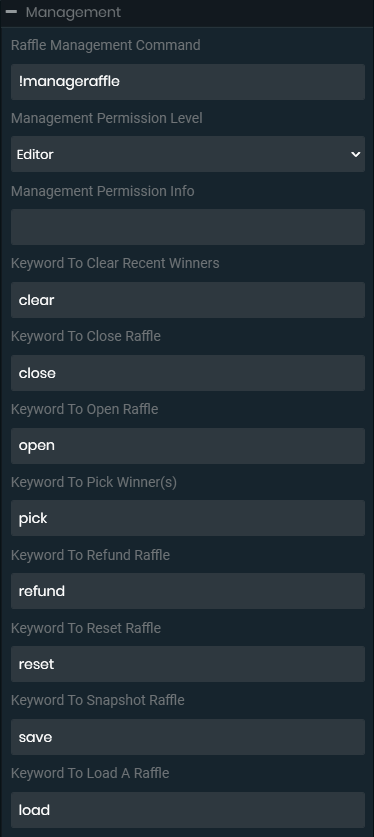 Management
Raffle Management Command
!manageraffle
Management Permission Level
Editor
Management Permission Info
Keyword To Clear Recent Winners
clear
Keyword To Close Raffle
close
Keyword To Open Raffle
open
Keyword To Pick Winner(s)
pick
Keyword To Refund Raffle
refund
Keyword To Reset Raffle
reset
Keyword To Snapshot Raffle
save
Keyword To Load A Raffle
load